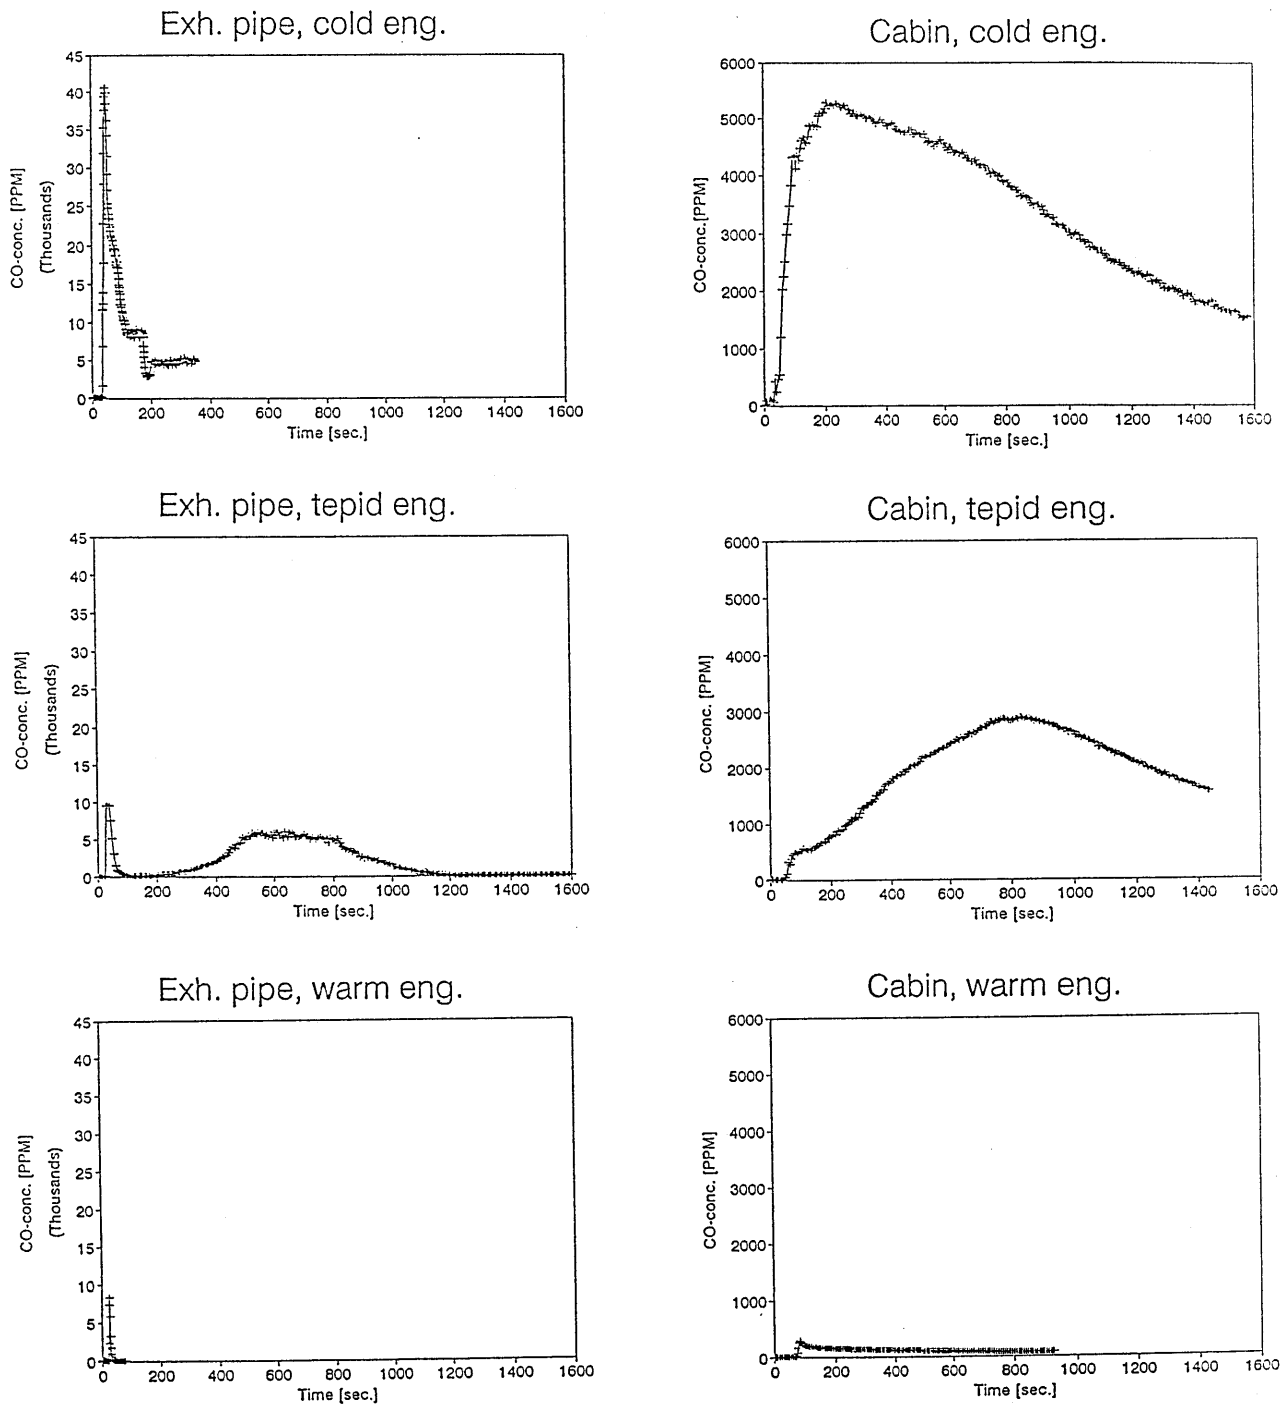 Exh. pipe, cold eng.
45
40
35
30
25
20
15
10
5
0
CO-conc. [PPM]
(Thousands)
0 200 400 600 800 1000 1200 1400 1600
Time [sec.]
Cabin, cold eng.
6000
5000
4000
3000
2000
1000
0
CO-conc.[PPM]
0 200 400 600 800 1000 1200 1400 1600
Time [sec.]
Exh. pipe, tepid eng.
45
40
35
30
25
20
15
10
5
0
CO-conc. [PPM]
(Thousands)
0 200 400 600 800 1000 1200 1400 1600
Time [sec.]
Cabin, tepid eng.
6000
5000
4000
3000
2000
1000
0
CO-conc. [PPM]
0 200 400 600 800 1000 1200 1400 1600
Time [sec.]
Exh. pipe, warm eng.
45
40
35
30
25
20
15
10
5
0
CO-conc. [PPM]
(Thousands)
0 200 400 600 800 1000 1200 1400 1600
Time [sec.]
Cabin, warm eng.
6000
5000
4000
3000
2000
1000
0
CO-conc. [PPM]
0 200 400 600 800 1000 1200 1400 1600
Time [sec.]